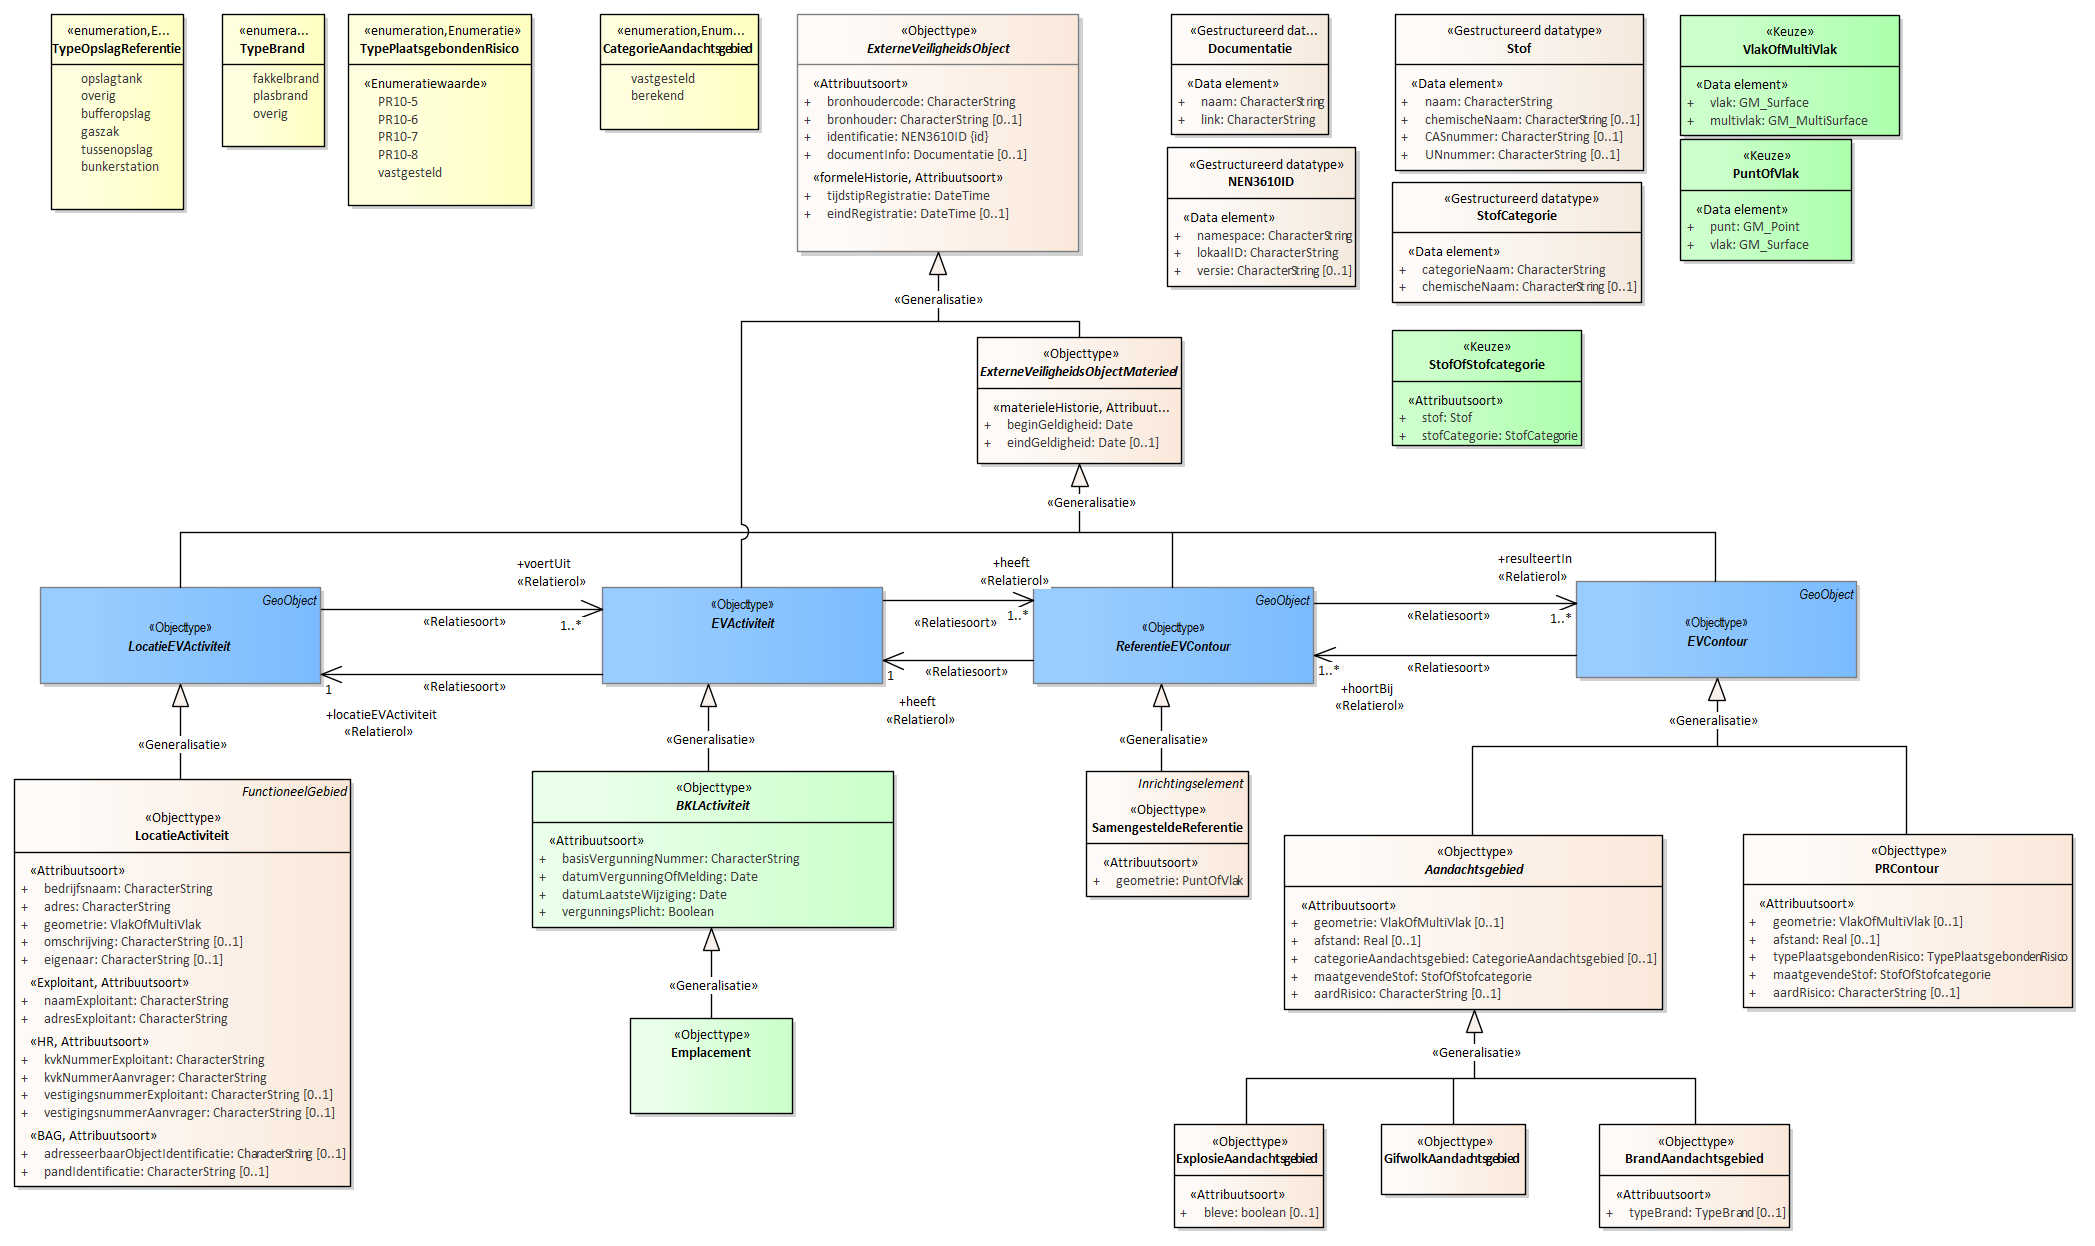 «enumeration,E...
TypeOpslagReferentie
opslagtank
overig
bufferopslag
gaszak
tussenopslag
bunkerstation
«enumera...
TypeBrand
fakkelbrand
plasbrand
overig
«enumeration,Enumeratie»
TypePlaatsgebondenRisico
«Enumeratiewaarde»
PR10-5
PR10-6
PR10-7
PR10-8
vastgesteld
«enumeration,Enum...
CategorieAandachtsgebied
vastgesteld
berekend
«Objecttype»
ExterneVeiligheidsObject
«Attribuutsoort»
+ bronhoudercode: CharacterString
+ bronhouder: CharacterString [0..1]
+ identificatie: NEN3610ID {id}
+ documentInfo: Documentatie [0..1]
«formeleHistorie, Attribuutsoort»
+ tijdstipRegistratie: DateTime
+ eindRegistratie: DateTime [0..1]
«Gestructureerd dat...
Documentatie
«Data element»
+ naam: CharacterString
+ link: CharacterString
«Gestructureerd datatype»
NEN3610ID
«Data element»
+ namespace: CharacterString
+ lokaalID: CharacterString
+ versie: CharacterString [0..1]
«Gestructureerd datatype»
Stof
«Data element»
+ naam: CharacterString
+ chemischeNaam: CharacterString [0..1]
+ CASnummer: CharacterString [0..1]
+ UNnummer: CharacterString [0..1]
«Gestructureerd datatype»
StofCategorie
«Data element»
+ categorieNaam: CharacterString
+ chemischeNaam: CharacterString [0..1]
«Keuze»
StofOfStofcategorie
«Attribuutsoort»
+ stof: Stof
+ stofCategorie: StofCategorie
«Keuze»
VlakOfMultiVlak
«Data element»
+ vlak: GM_Surface
+ multivlak: GM_MultiSurface
«Keuze»
PuntOfVlak
«Data element»
+ punt: GM_Point
+ vlak: GM_Surface
«Generalisatie»
«Objecttype»
ExterneVeiligheidsObjectMaterieel
«materieleHistorie, Attribuut...
+ beginGeldigheid: Date
+ eindGeldigheid: Date [0..1]
«Generalisatie»
GeoObject
«Objecttype»
LocatieEVActiviteit
+voertUit
«Relatierol»
1..*
«Relatiesoort»
«Relatiesoort»
1
+locatieEVActiviteit
«Relatierol»
«Objecttype»
EVActiviteit
+heeft
«Relatierol»
1..*
«Relatiesoort»
«Relatiesoort»
1
+heeft
«Relatierol»
GeoObject
«Objecttype»
ReferentieEVContour
+resulteertIn
«Relatierol»
1..*
«Relatiesoort»
«Relatiesoort»
1..*
+hoortBij
«Relatierol»
GeoObject
«Objecttype»
EVContour
«Generalisatie»
«Generalisatie»
«Generalisatie»
«Generalisatie»
FunctioneelGebied
«Objecttype»
LocatieActiviteit
«Attribuutsoort»
+ bedrijfsnaam: CharacterString
+ adres: CharacterString
+ geometrie: VlakOfMultiVlak
+ omschrijving: CharacterString [0..1]
+ eigenaar: CharacterString [0..1]
«Exploitant, Attribuutsoort»
+ naamExploitant: CharacterString
+ adresExploitant: CharacterString
«HR, Attribuutsoort»
+ kvkNummerExploitant: CharacterString
+ kvkNummerAanvrager: CharacterString
+ vestigingsnummerExploitant: CharacterString [0..1]
+ vestigingsnummerAanvrager: CharacterString [0..1]
«BAG, Attribuutsoort»
+ adresseerbaarObjectIdentificatie: CharacterString [0..1]
+ pandIdentificatie: CharacterString [0..1]
«Objecttype»
BKLActiviteit
«Attribuutsoort»
+ basisVergunningNummer: CharacterString
+ datumVergunningOfMelding: Date
+ datumLaatsteWijziging: Date
+ vergunningsPlicht: Boolean
«Generalisatie»
«Objecttype»
Emplacement
Inrichtingselement
«Objecttype»
SamengesteldeReferentie
«Attribuutsoort»
+ geometrie: PuntOfVlak
«Objecttype»
Aandachtsgebied
«Attribuutsoort»
+ geometrie: VlakOfMultiVlak [0..1]
+ afstand: Real [0..1]
+ categorieAandachtsgebied: CategorieAandachtsgebied [0..1]
+ maatgevendeStof: StofOfStofcategorie
+ aardRisico: CharacterString [0..1]
«Objecttype»
PRContour
«Attribuutsoort»
+ geometrie: VlakOfMultiVlak [0..1]
+ afstand: Real [0..1]
+ typePlaatsgebondenRisico: TypePlaatsgebondenRisico
+ maatgevendeStof: StofOfStofcategorie
+ aardRisico: CharacterString [0..1]
«Generalisatie»
«Objecttype»
ExplosieAandachtsgebied
«Attribuutsoort»
+ bleve: boolean [0..1]
«Objecttype»
GifwolkAandachtsgebied
«Objecttype»
BrandAandachtsgebied
«Attribuutsoort»
+ typeBrand: TypeBrand [0..1]